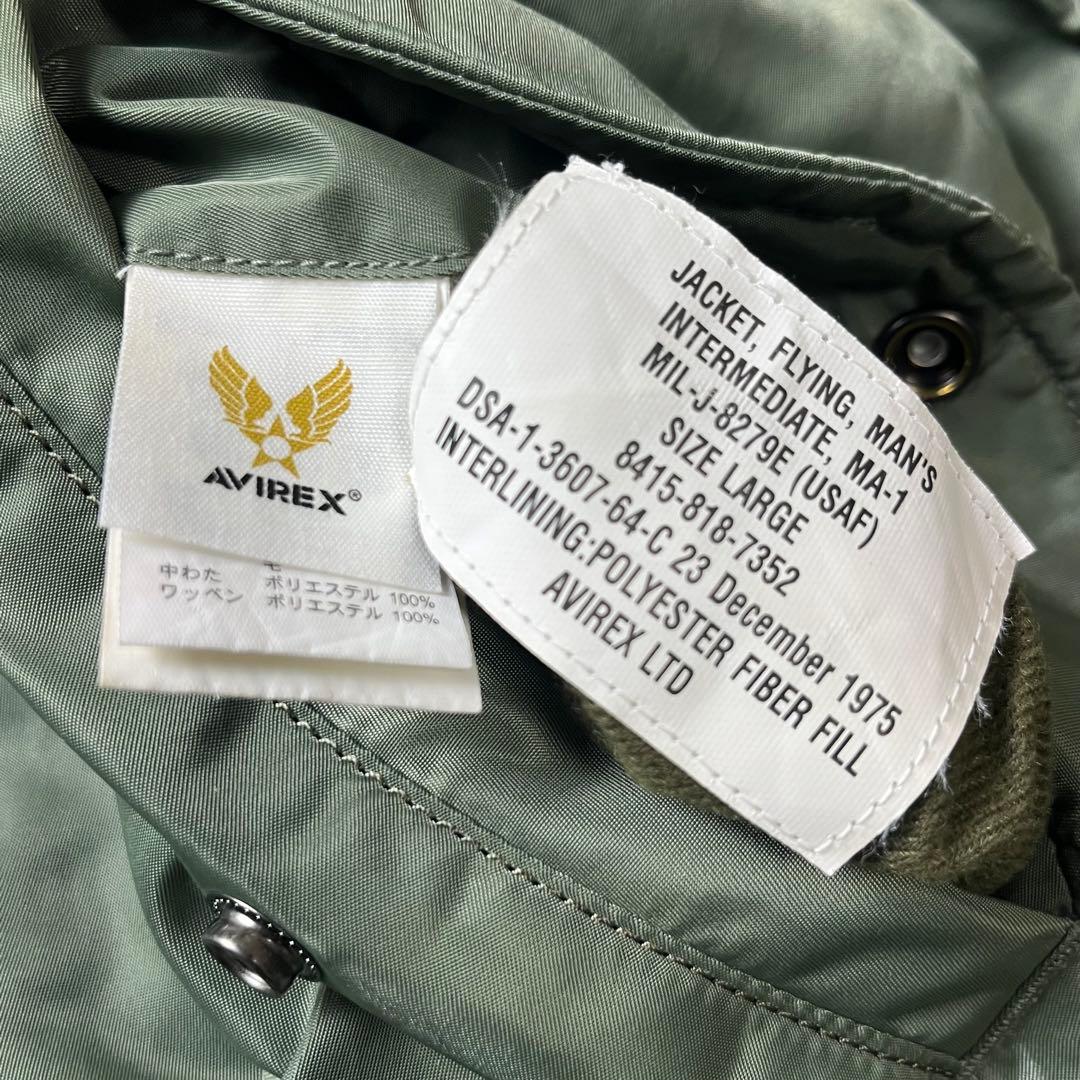 AVIREX®
中わた ポリエステル 100%
ワッペン ポリエステル 100%
JACKET, FLYING, MAN'S
INTERMEDIATE, MA-1
MIL-J-8279E (USAF)
SIZE LARGE
8415-818-7352
DSA-1-3607-64-C 23 December 1975
INTERLINING:POLYESTER FIBER FILL
AVIREX LTD